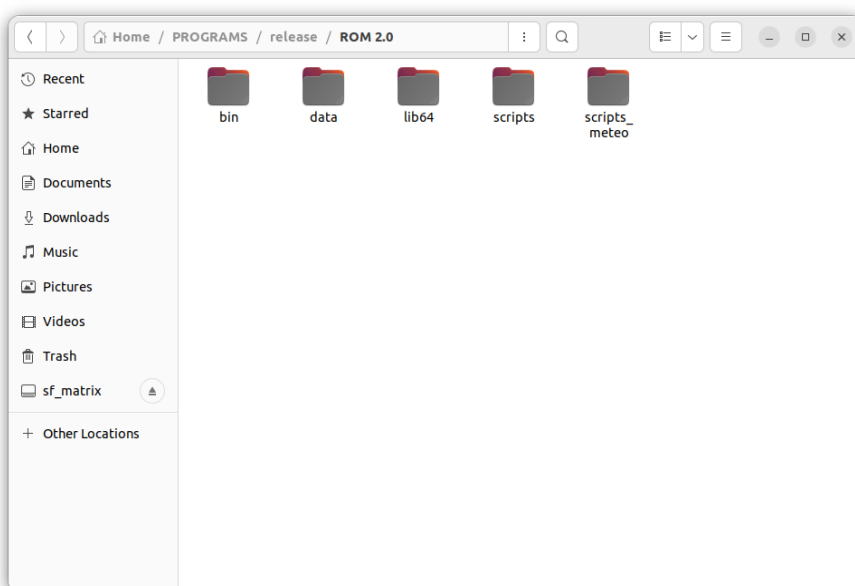 Home / PROGRAMS / release / ROM 2.0
Recent
Starred
Home
Documents
Downloads
Music
Pictures
Videos
Trash
sf_matrix
Other Locations
bin
data
lib64
scripts
scripts_
meteo